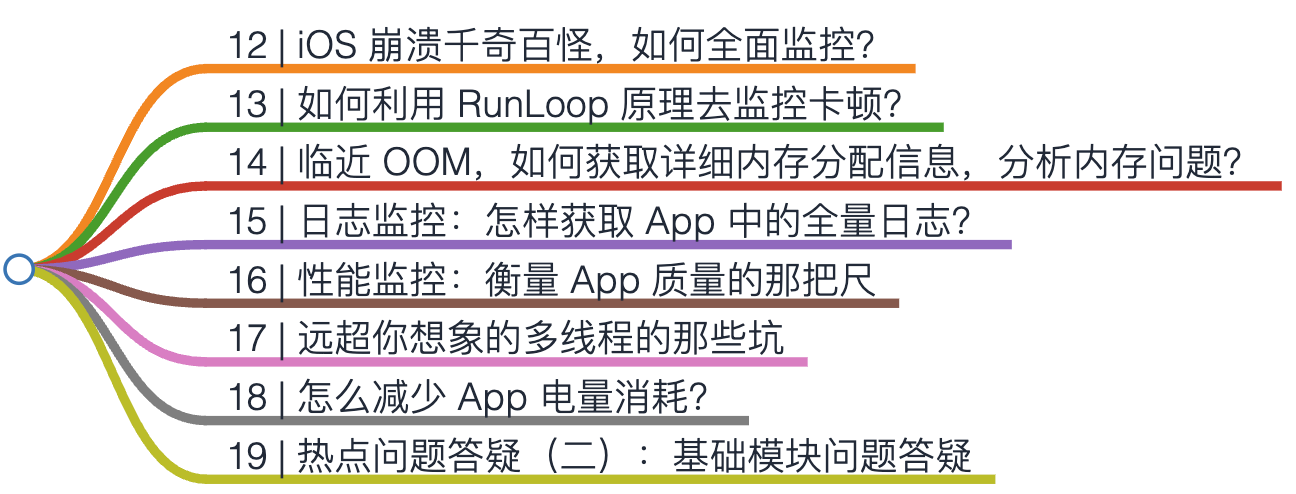 12 | iOS 崩溃千奇百怪，如何全面监控？
13 | 如何利用 RunLoop 原理去监控卡顿？
14 | 临近 OOM，如何获取详细内存分配信息，分析内存问题？
15 | 日志监控：怎样获取 App 中的全量日志？
16 | 性能监控：衡量 App 质量的那把尺
17 | 远超你想象的多线程的那些坑
18 | 怎么减少 App 电量消耗？
19 | 热点问题答疑（二）：基础模块问题答疑